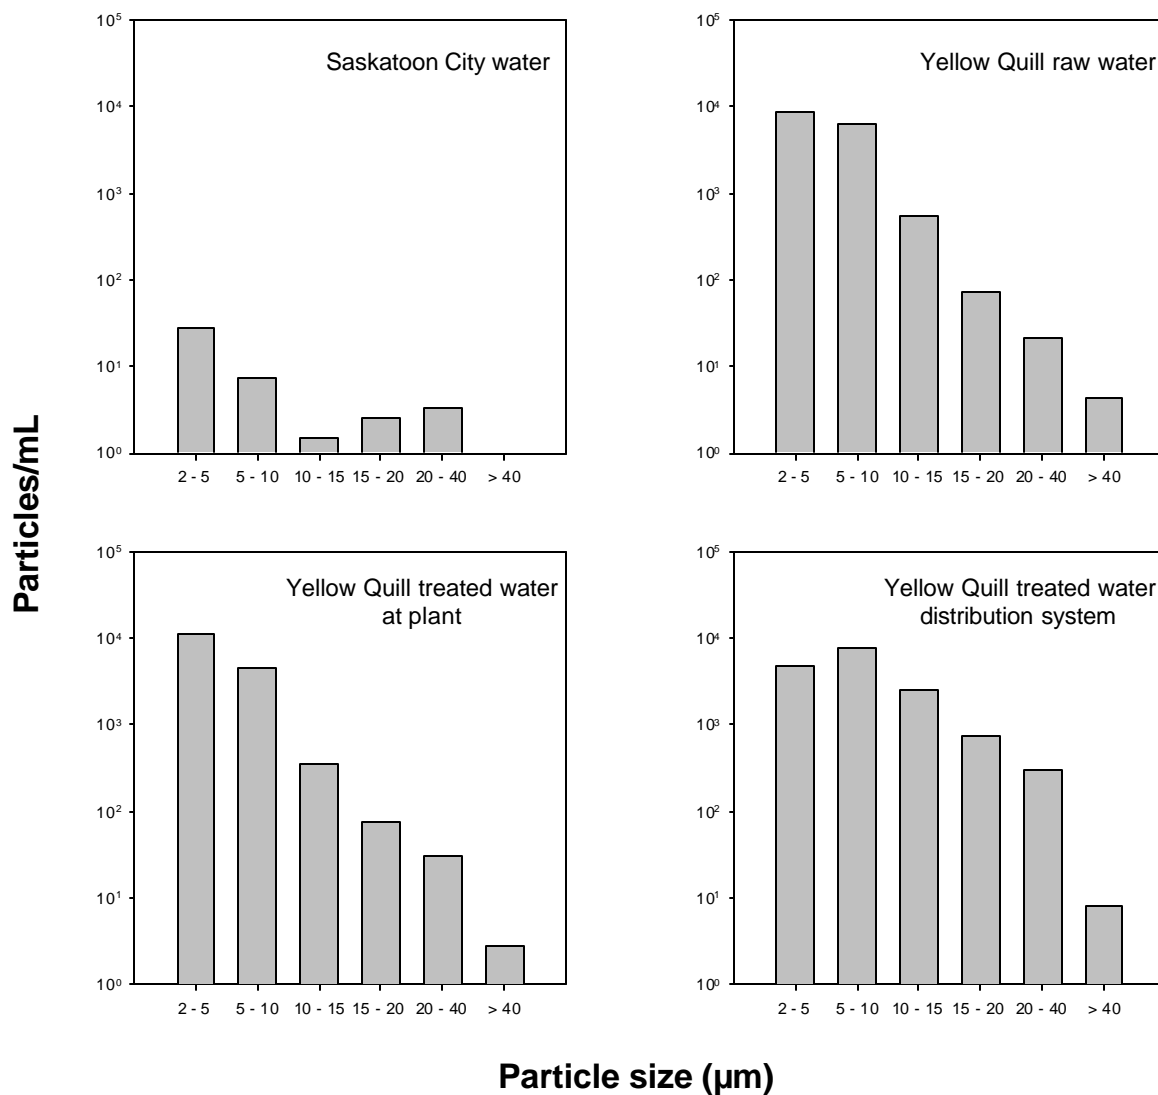 Particles/mL
Saskatoon City water
10⁵
10⁴
10³
10²
10¹
10⁰
2 - 5 5 - 10 10 - 15 15 - 20 20 - 40 > 40
Yellow Quill raw water
10⁵
10⁴
10³
10²
10¹
10⁰
2 - 5 5 - 10 10 - 15 15 - 20 20 - 40 > 40
Yellow Quill treated water
at plant
10⁵
10⁴
10³
10²
10¹
10⁰
2 - 5 5 - 10 10 - 15 15 - 20 20 - 40 > 40
Yellow Quill treated water
distribution system
10⁵
10⁴
10³
10²
10¹
10⁰
2 - 5 5 - 10 10 - 15 15 - 20 20 - 40 > 40
Particle size (µm)